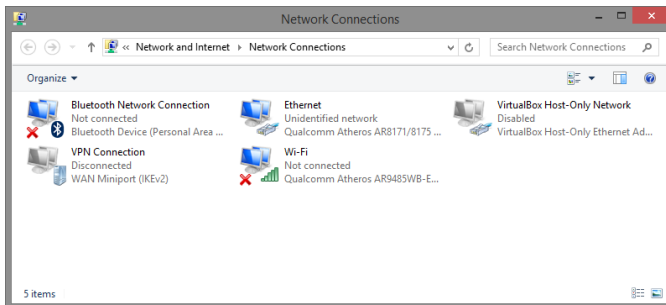 Network Connections
« Network and Internet ▸ Network Connections
Search Network Connections
Organize
Bluetooth Network Connection
Not connected
Bluetooth Device (Personal Area ...
Ethernet
Unidentified network
Qualcomm Atheros AR8171/8175 ...
VirtualBox Host-Only Network
Disabled
VirtualBox Host-Only Ethernet Ad...
VPN Connection
Disconnected
WAN Miniport (IKEv2)
Wi-Fi
Not connected
Qualcomm Atheros AR9485WB-E...
5 items